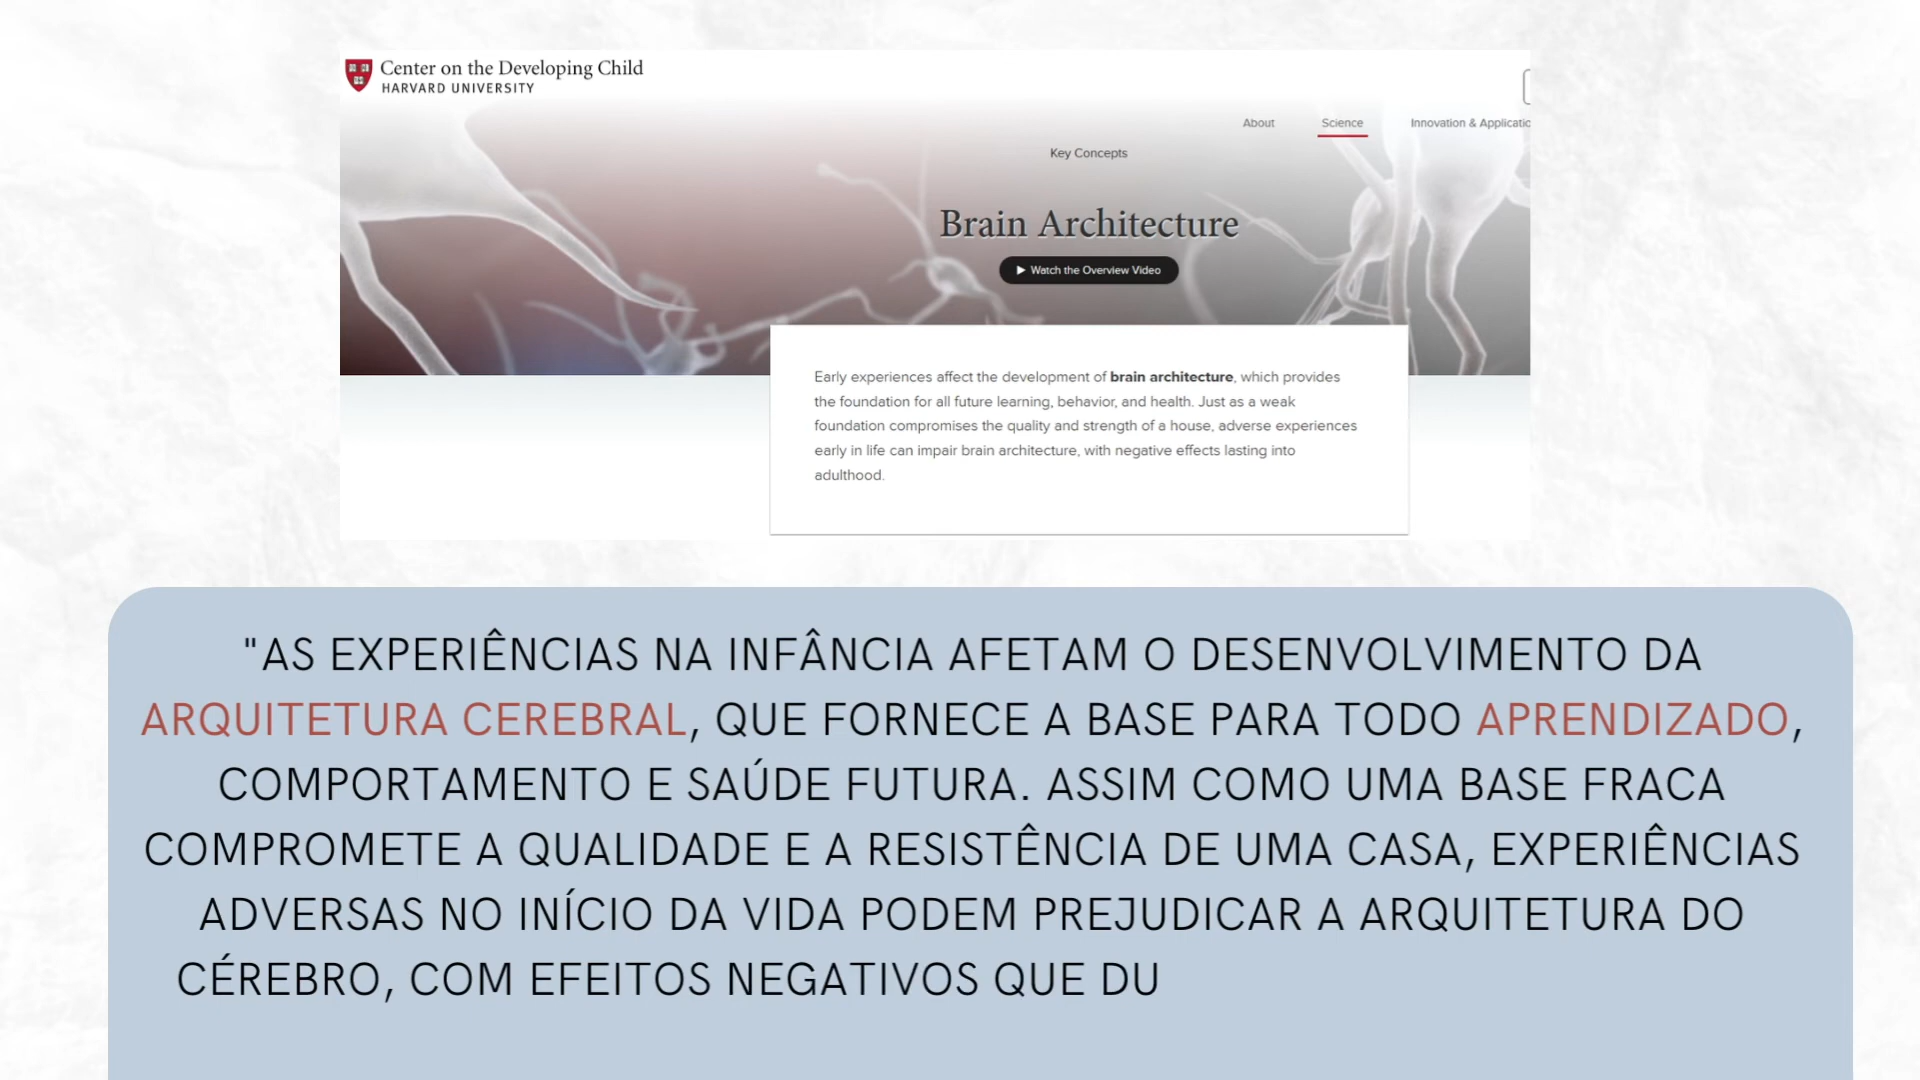 Center on the Developing Child
HARVARD UNIVERSITY
About Science Innovation & Applicatio
Key Concepts
Brain Architecture
Watch the Overview Video
Early experiences affect the development of brain architecture, which provides
the foundation for all future learning, behavior, and health. Just as a weak
foundation compromises the quality and strength of a house, adverse experiences
early in life can impair brain architecture, with negative effects lasting into
adulthood.
"AS EXPERIÊNCIAS NA INFÂNCIA AFETAM O DESENVOLVIMENTO DA
ARQUITETURA CEREBRAL, QUE FORNECE A BASE PARA TODO APRENDIZADO,
COMPORTAMENTO E SAÚDE FUTURA. ASSIM COMO UMA BASE FRACA
COMPROMETE A QUALIDADE E A RESISTÊNCIA DE UMA CASA, EXPERIÊNCIAS
ADVERSAS NO INÍCIO DA VIDA PODEM PREJUDICAR A ARQUITETURA DO
CÉREBRO, COM EFEITOS NEGATIVOS QUE DU